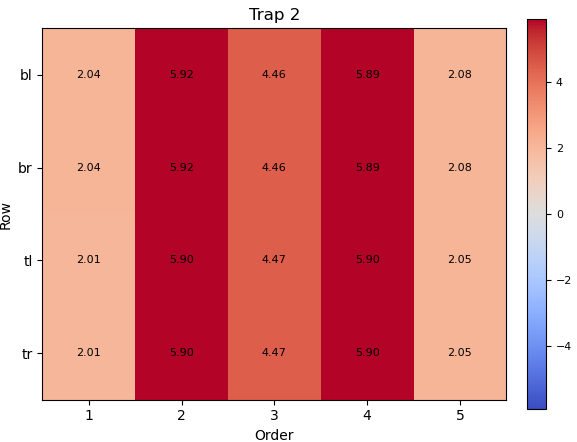 Trap 2
bl 2.04 5.92 4.46 5.89 2.08
br 2.04 5.92 4.46 5.89 2.08
tl 2.01 5.90 4.47 5.90 2.05
tr 2.01 5.90 4.47 5.90 2.05
1 2 3 4 5
Order
Row
4
2
0
−2
−4